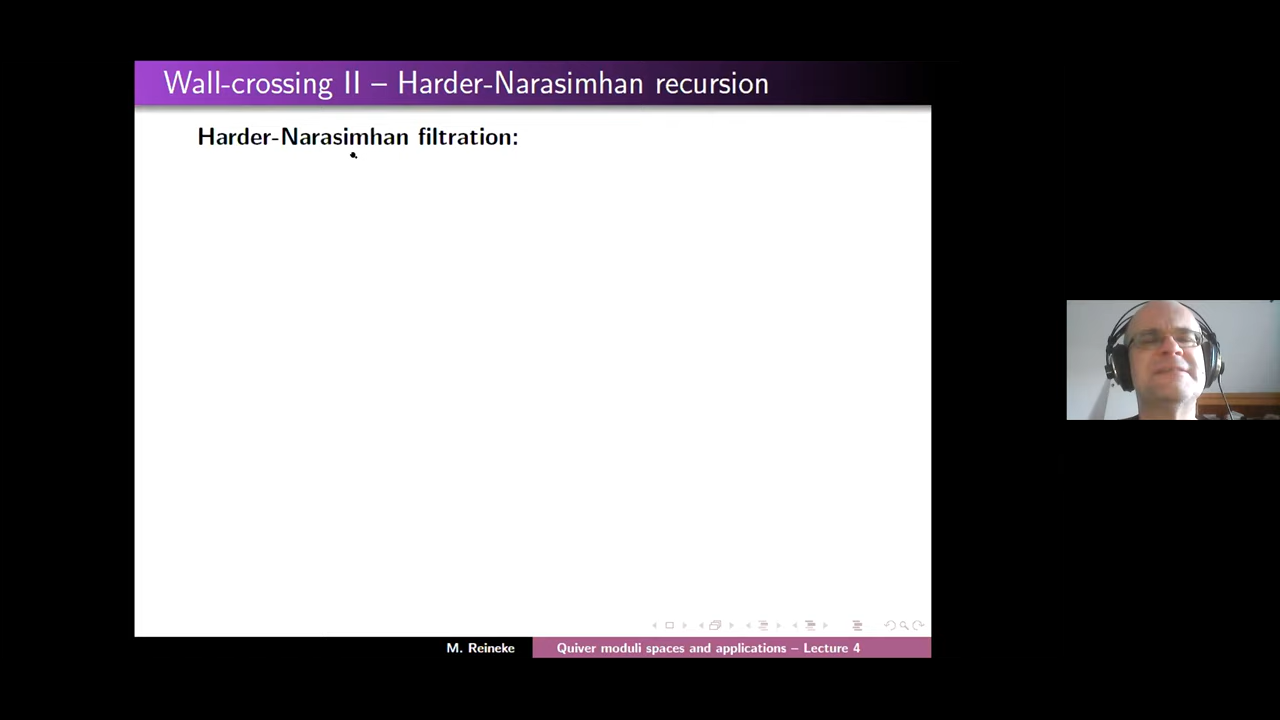 Wall-crossing II – Harder-Narasimhan recursion
Harder-Narasimhan filtration:
M. Reineke
Quiver moduli spaces and applications – Lecture 4